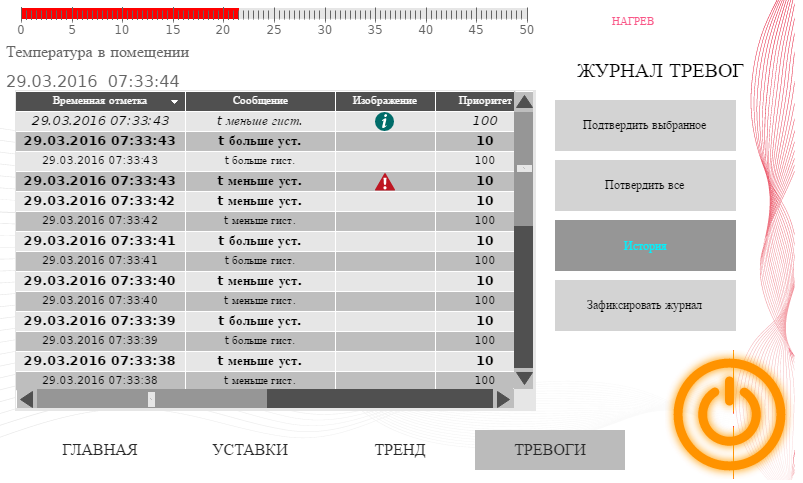 НАГРЕВ
0 5 10 15 20 25 30 35 40 45 50
Температура в помещении
29.03.2016 07:33:44
ЖУРНАЛ ТРЕВОГ
Временная отметка Сообщение Изображение Приоритет
29.03.2016 07:33:43 t меньше гист. i 100
29.03.2016 07:33:43 t больше уст. 10
29.03.2016 07:33:43 t больше гист. 100
29.03.2016 07:33:43 t меньше уст. ! 10
29.03.2016 07:33:42 t меньше уст. 10
29.03.2016 07:33:42 t меньше гист. 100
29.03.2016 07:33:41 t больше уст. 10
29.03.2016 07:33:41 t больше гист. 100
29.03.2016 07:33:40 t меньше уст. 10
29.03.2016 07:33:40 t меньше гист. 100
29.03.2016 07:33:39 t больше уст. 10
29.03.2016 07:33:39 t больше гист. 100
29.03.2016 07:33:38 t меньше уст. 10
29.03.2016 07:33:38 t меньше гист. 100
Подтвердить выбранное
Потвердить все
История
Зафиксировать журнал
ГЛАВНАЯ УСТАВКИ ТРЕНД ТРЕВОГИ